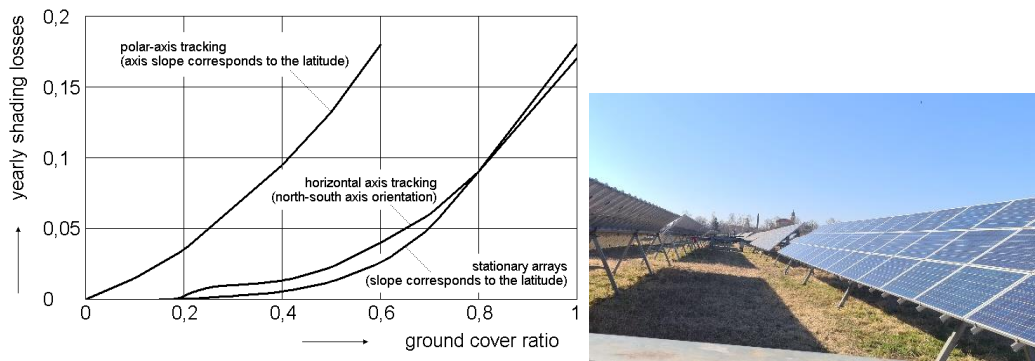 0,2
0,15
0,1
0,05
0
yearly shading losses
polar-axis tracking
(axis slope corresponds to the latitude)
horizontal axis tracking
(north-south axis orientation)
stationary arrays
(slope corresponds to the latitude)
0 0,2 0,4 0,6 0,8 1
ground cover ratio